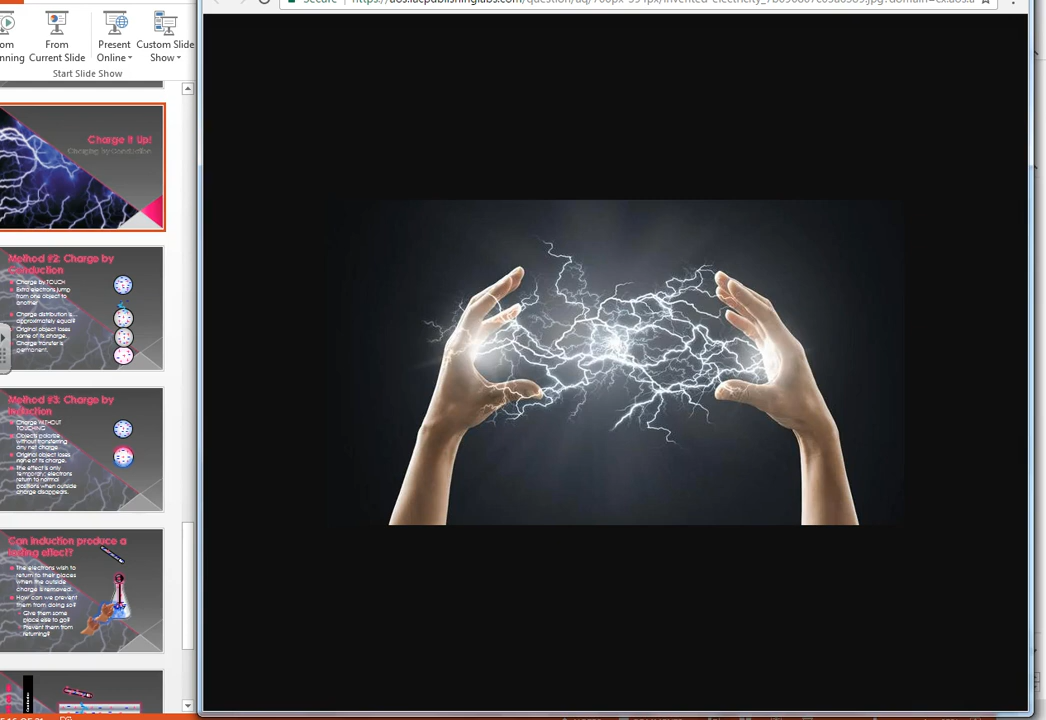 From
Current Slide
Present
Online
Custom Slide
Show
Start Slide Show
Charge It Up!
Charging by Conduction
Method #2: Charge by
Conduction
Charge by TOUCH
Extra electrons jump
from one object to
another
Charge distribution is
approximately equal!
Original object loses
some of its charge.
Charge transfer is
permanent.
Method #3: Charge by
Induction
Charge WITHOUT
TOUCHING
Objects polarize
without transferring
any net charge
Original object loses
none of its charge.
The effect is only
temporary: electrons
return to normal
positions when outside
charge disappears.
Can induction produce a
lasting effect?
The electrons wish to
return to their places
when the outside
charge is removed.
How can we prevent
them from doing so?
Give them some
place else to go!
Prevent them from
returning!